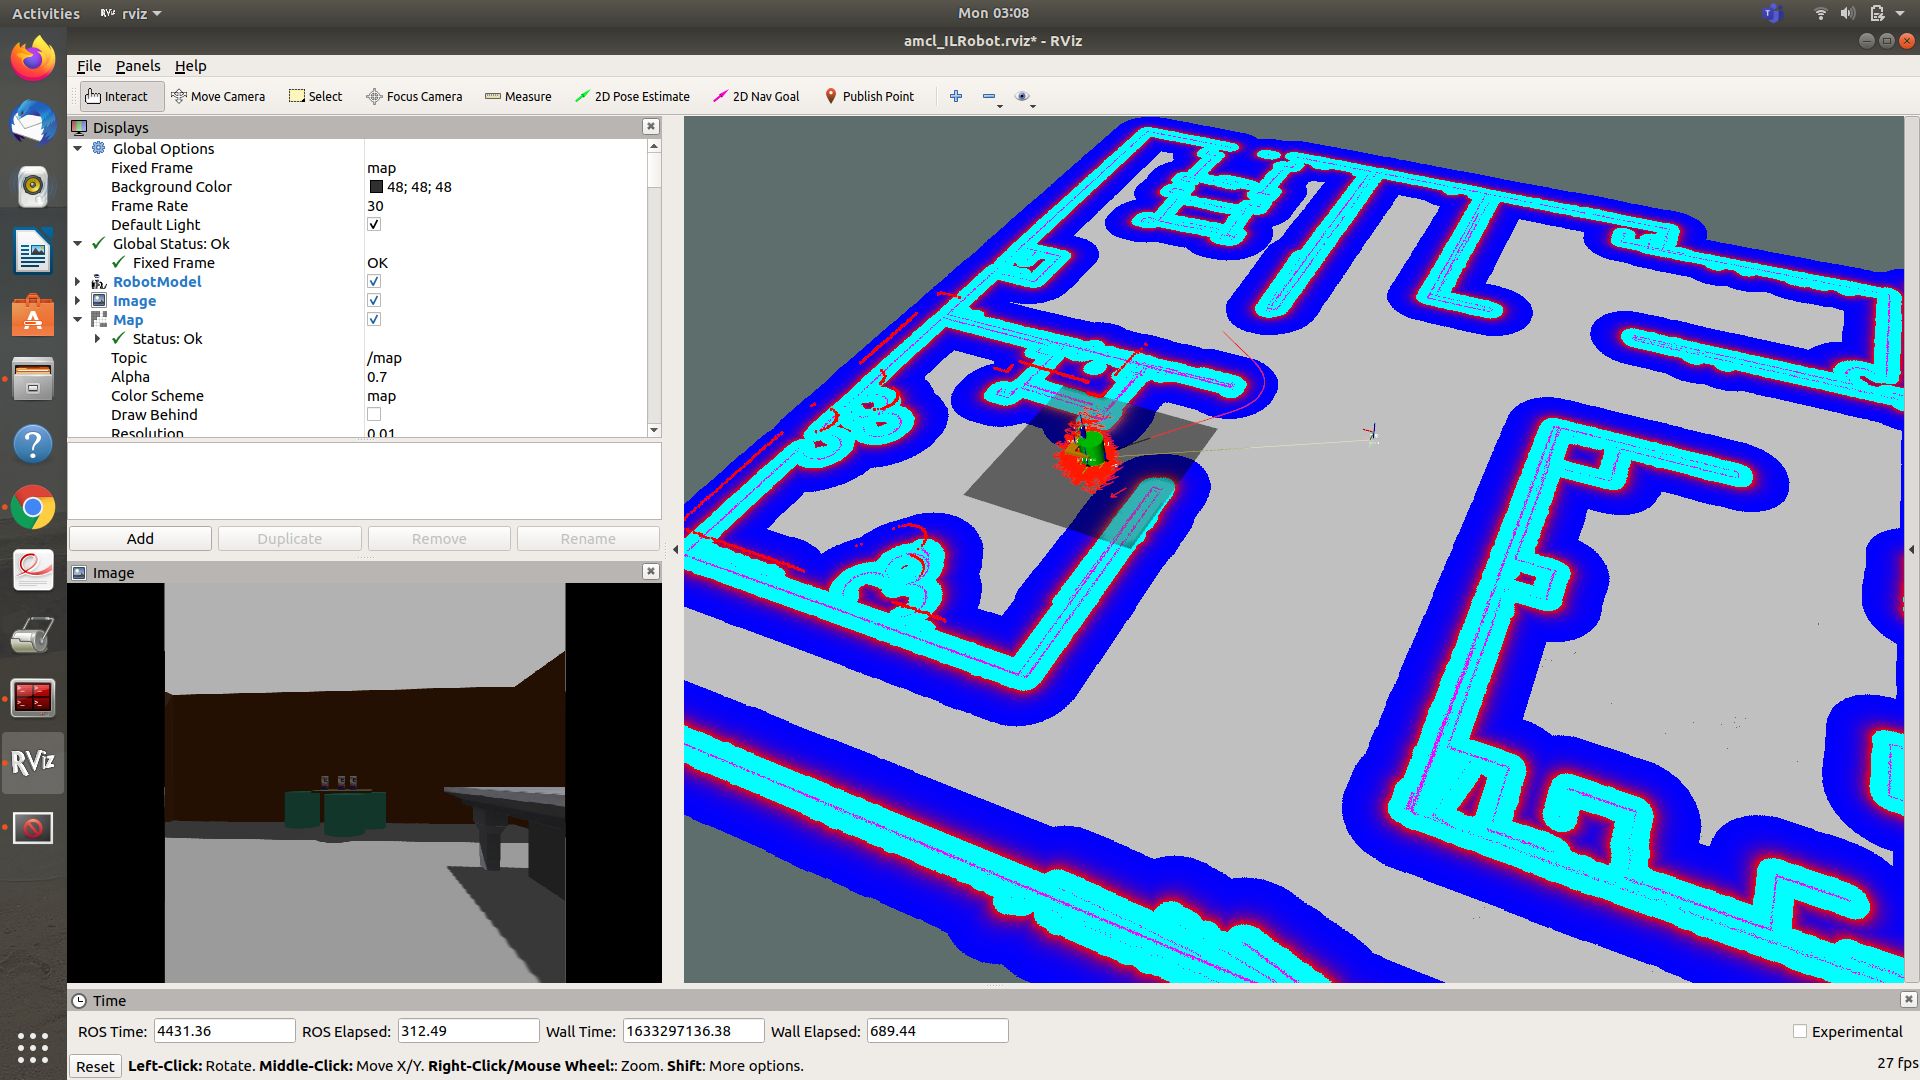 Activities
RViz rviz
Mon 03:08
amcl_ILRobot.rviz* - RViz
File Panels Help
Interact Move Camera Select Focus Camera Measure 2D Pose Estimate 2D Nav Goal Publish Point
Displays
Global Options
Fixed Frame map
Background Color 48; 48; 48
Frame Rate 30
Default Light
Global Status: Ok
Fixed Frame OK
RobotModel
Image
Map
Status: Ok
Topic /map
Alpha 0.7
Color Scheme map
Draw Behind
Resolution 0.01
Add Duplicate Remove Rename
RViz
Image
Time
ROS Time: 4431.36 ROS Elapsed: 312.49 Wall Time: 1633297136.38 Wall Elapsed: 689.44 Experimental
Reset Left-Click: Rotate. Middle-Click: Move X/Y. Right-Click/Mouse Wheel:: Zoom. Shift: More options. 27 fps